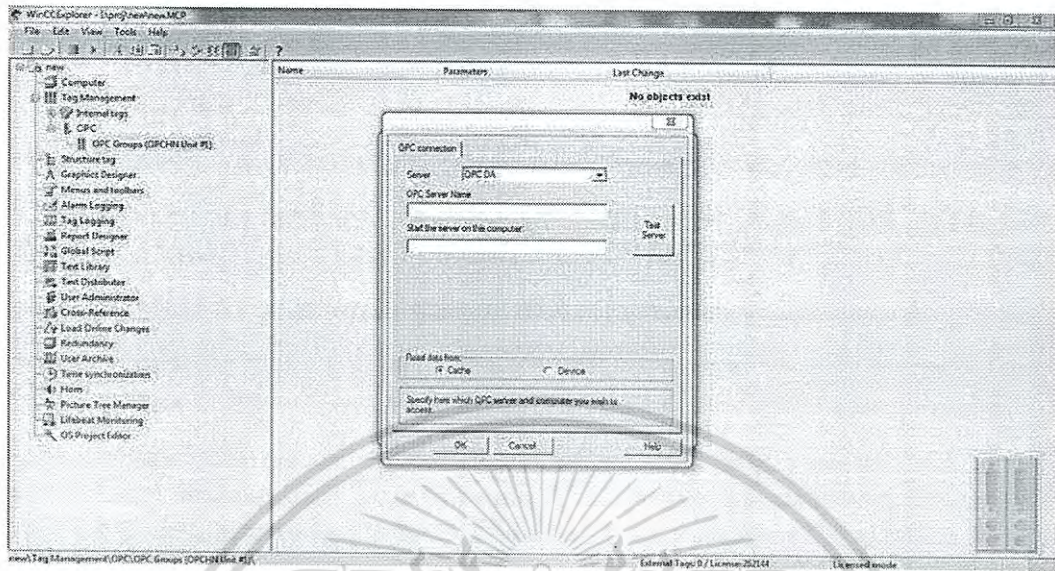 WinCCExplorer - I:\proj\new\new.MCP
File Edit View Tools Help
?
new
Computer
Tag Management
Internal tags
OPC
OPC Groups (OPCHN Unit #1)
Structure tag
Graphics Designer
Menus and toolbars
Alarm Logging
Tag Logging
Report Designer
Global Script
Text Library
Text Distributor
User Administrator
Cross-Reference
Load Online Changes
Redundancy
User Archive
Time synchronization
Horn
Picture Tree Manager
Lifebeat Monitoring
OS Project Editor
Name Parameters Last Change
No objects exist
OPC connection
Server OPC DA
OPC Server Name
Start the server on this computer:
Test Server
Read data from:
Cache Device
Specify here which OPC server and computer you wish to
access.
OK Cancel Help
new\Tag Management\OPC\OPC Groups (OPCHN Unit #1)\ External Tags: 0 / License: 262144 Licensed mode